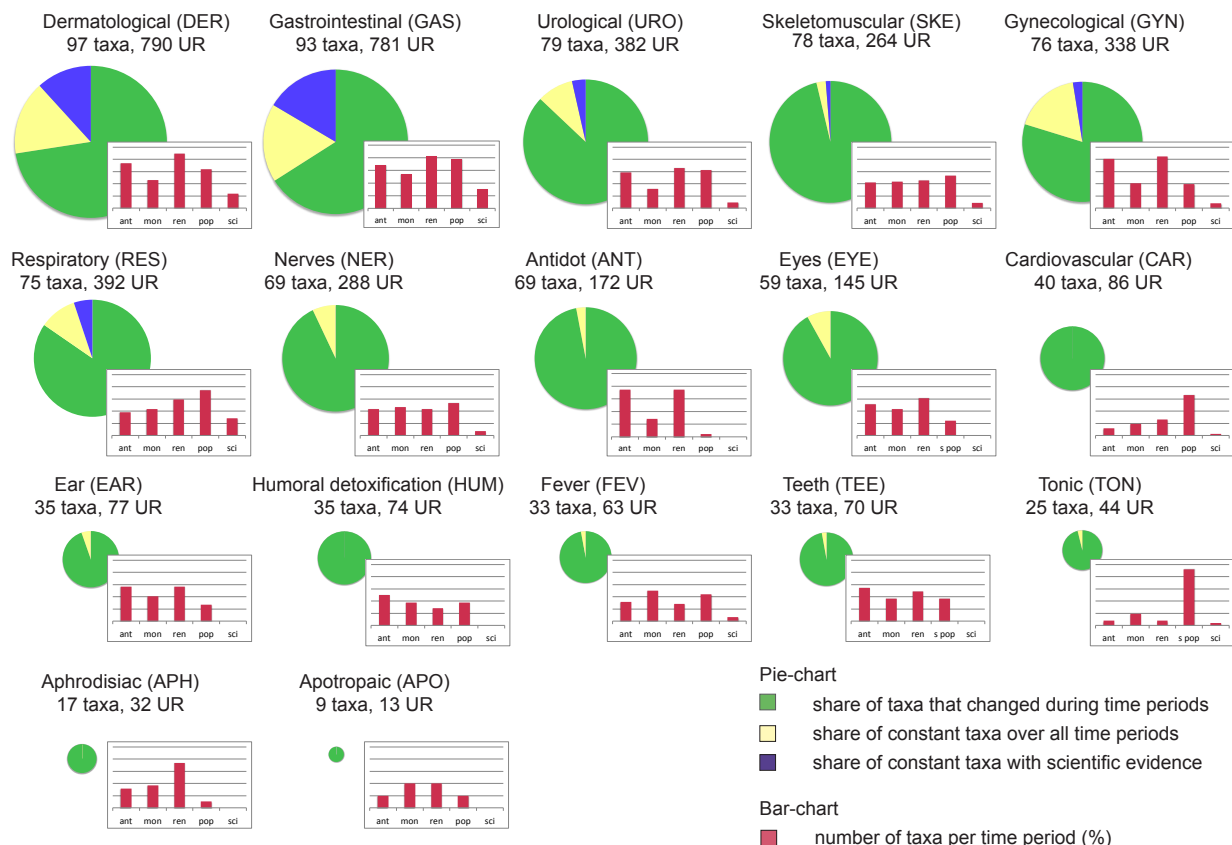 Dermatological (DER)
97 taxa, 790 UR
Gastrointestinal (GAS)
93 taxa, 781 UR
Urological (URO)
79 taxa, 382 UR
Skeletomuscular (SKE)
78 taxa, 264 UR
Gynecological (GYN)
76 taxa, 338 UR
ant mon ren pop sci
ant mon ren pop sci
ant mon ren pop sci
ant mon ren pop sci
ant mon ren pop sci
Respiratory (RES)
75 taxa, 392 UR
Nerves (NER)
69 taxa, 288 UR
Antidot (ANT)
69 taxa, 172 UR
Eyes (EYE)
59 taxa, 145 UR
Cardiovascular (CAR)
40 taxa, 86 UR
ant mon ren pop sci
ant mon ren pop sci
ant mon ren pop sci
ant mon ren s pop sci
ant mon ren pop sci
Ear (EAR)
35 taxa, 77 UR
Humoral detoxification (HUM)
35 taxa, 74 UR
Fever (FEV)
33 taxa, 63 UR
Teeth (TEE)
33 taxa, 70 UR
Tonic (TON)
25 taxa, 44 UR
ant mon ren pop sci
ant mon ren pop sci
ant mon ren pop sci
ant mon ren s pop sci
ant mon ren s pop sci
Aphrodisiac (APH)
17 taxa, 32 UR
Apotropaic (APO)
9 taxa, 13 UR
ant mon ren pop sci
ant mon ren pop sci
Pie-chart
share of taxa that changed during time periods
share of constant taxa over all time periods
share of constant taxa with scientific evidence
Bar-chart
number of taxa per time period (%)